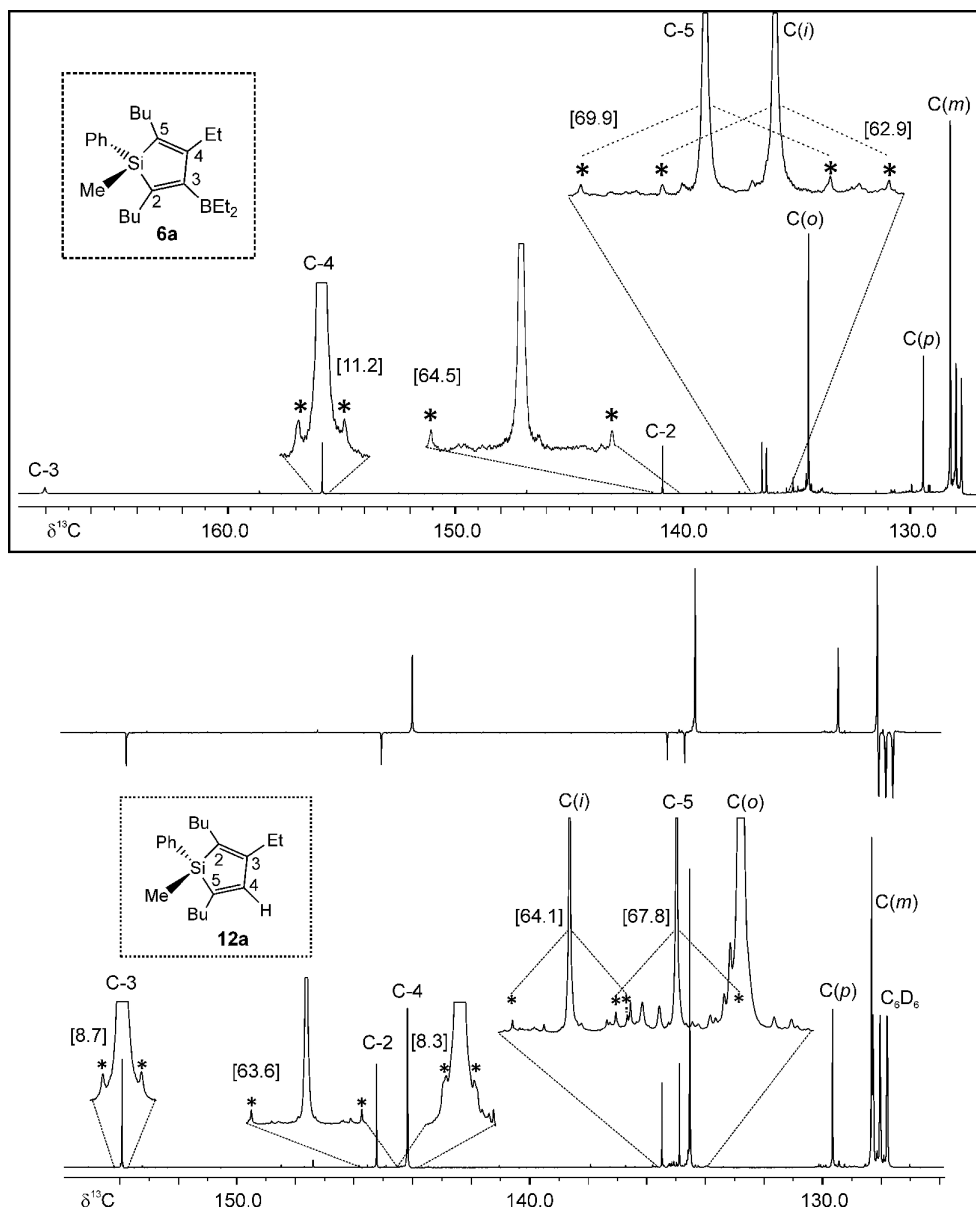 C-5 C(i)
Bu
Et
Ph
5
4
Si
3
2
Me
BEt2
Bu
6a
[69.9]
[62.9]
C(m)
* * * *
C(o)
C-4
[11.2]
* *
[64.5]
* *
C(p)
C-2
C-3
δ13C 160.0 150.0 140.0 130.0
Bu
Et
Ph
2
3
Si
4
5
Me
H
Bu
12a
C(i) C-5 C(o)
[64.1] [67.8]
* * * *
C(m)
C-3
[8.7]
* *
C-4
C-2
[63.6]
* *
[8.3]
* *
C(p) C6D6
δ13C 150.0 140.0 130.0